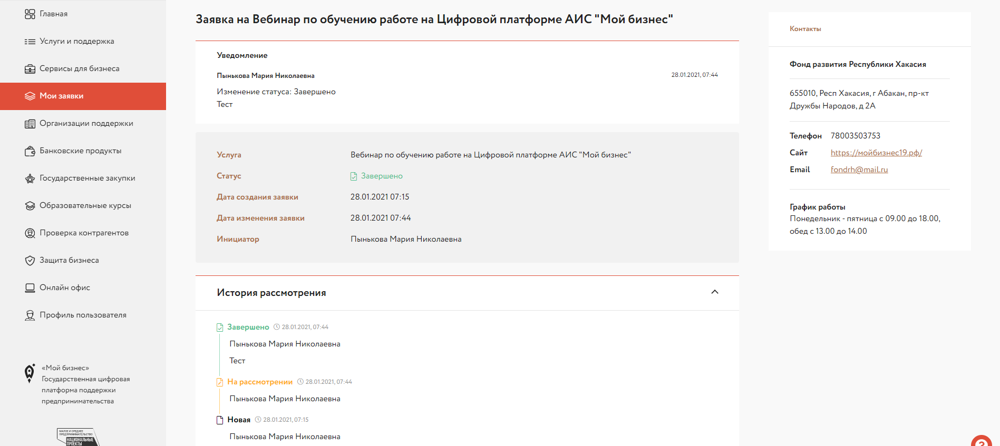 Главная
Услуги и поддержка
Сервисы для бизнеса
Мои заявки
Организации поддержки
Банковские продукты
Государственные закупки
Образовательные курсы
Проверка контрагентов
Защита бизнеса
Онлайн офис
Профиль пользователя
«Мой бизнес»
Государственная цифровая
платформа поддержки
предпринимательства
МАЛОЕ И СРЕДНЕЕ
ПРЕДПРИНИМАТЕЛЬСТВО
НАЦИОНАЛЬНЫЕ
ПРОЕКТЫ
Заявка на Вебинар по обучению работе на Цифровой платформе АИС "Мой бизнес"
Уведомление
Пынькова Мария Николаевна 28.01.2021, 07:44
Изменение статуса: Завершено
Тест
Услуга Вебинар по обучению работе на Цифровой платформе АИС "Мой бизнес"
Статус Завершено
Дата создания заявки 28.01.2021 07:15
Дата изменения заявки 28.01.2021 07:44
Инициатор Пынькова Мария Николаевна
История рассмотрения
Завершено 28.01.2021, 07:44
Пынькова Мария Николаевна
Тест
На рассмотрении 28.01.2021, 07:44
Пынькова Мария Николаевна
Новая 28.01.2021, 07:15
Пынькова Мария Николаевна
Контакты
Фонд развития Республики Хакасия
655010, Респ Хакасия, г Абакан, пр-кт
Дружбы Народов, д 2А
Телефон 78003503753
Сайт https://мойбизнес19.рф/
Email fondrh@mail.ru
График работы
Понедельник - пятница с 09.00 до 18.00,
обед с 13.00 до 14.00
?